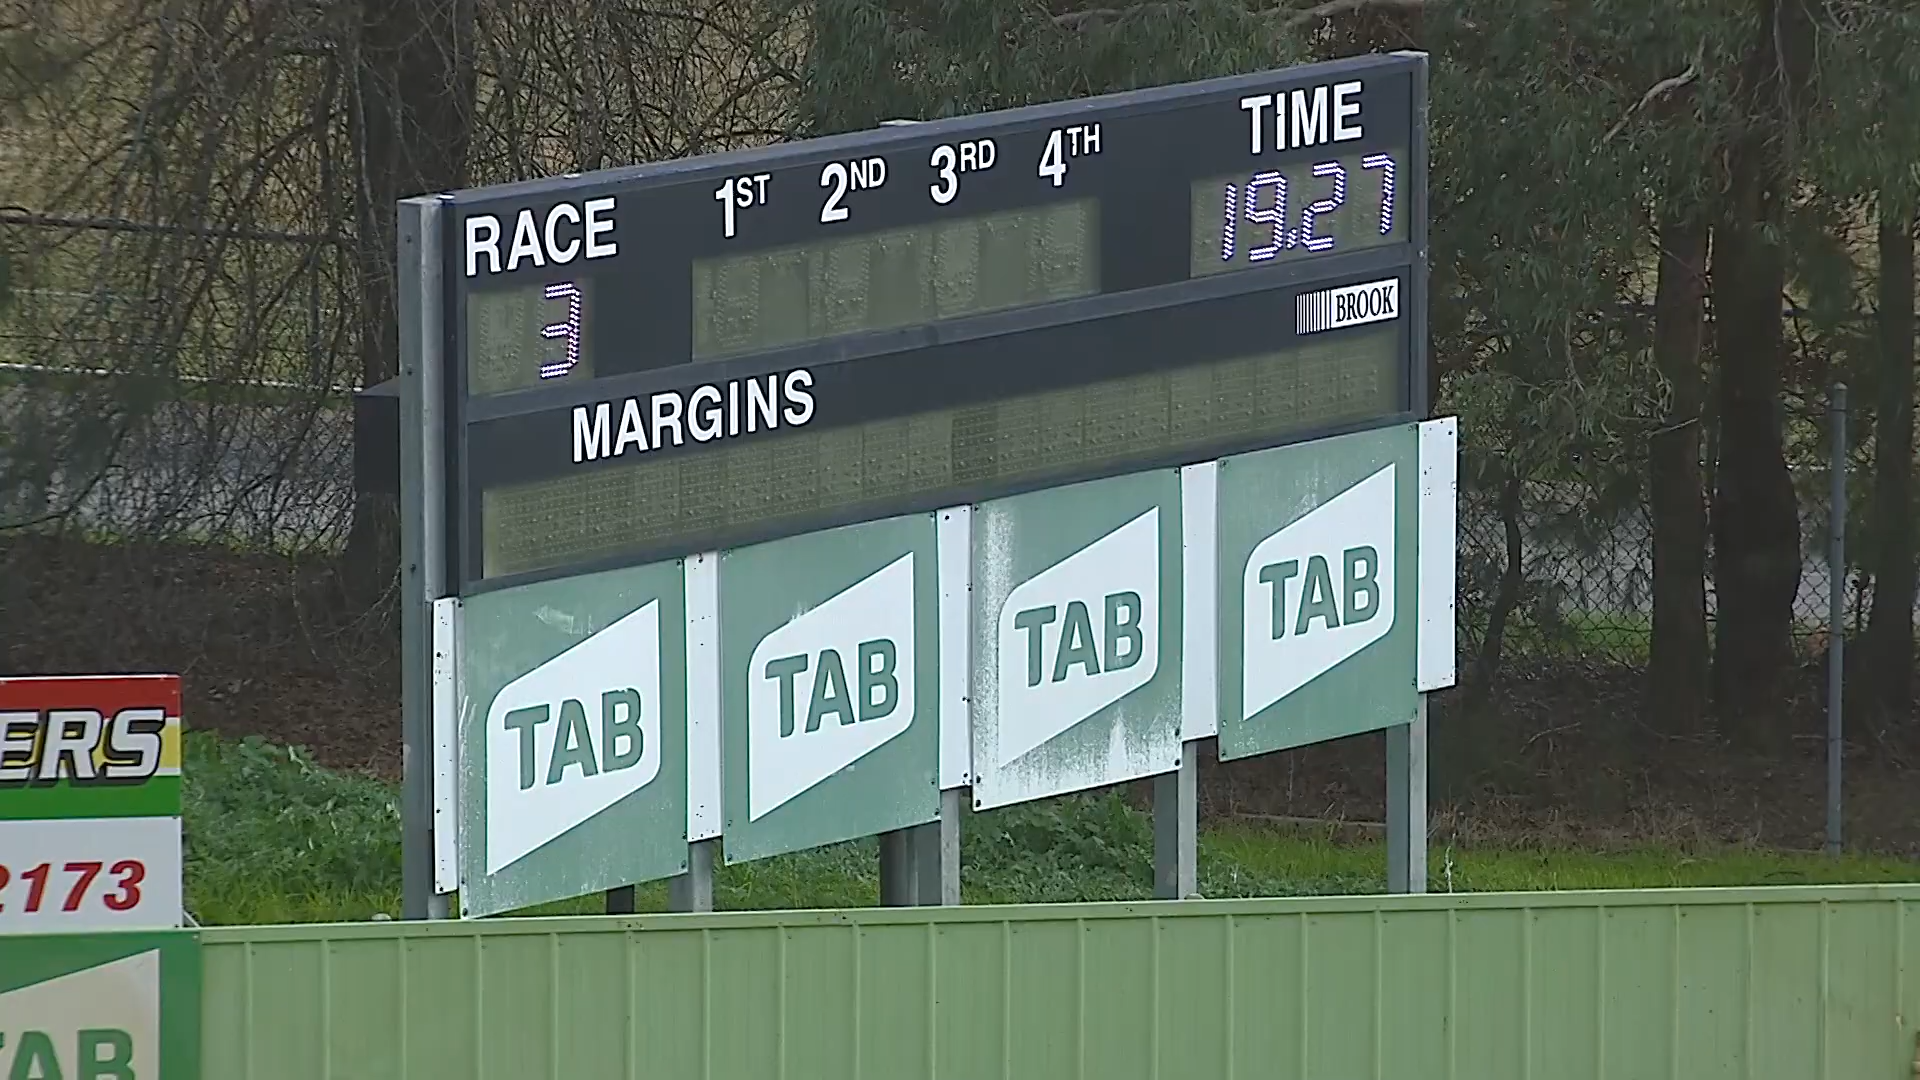 RACE 1ST 2ND 3RD 4TH TIME
3 19.27
BROOK
MARGINS
TAB TAB TAB TAB
ERS
2173
TAB